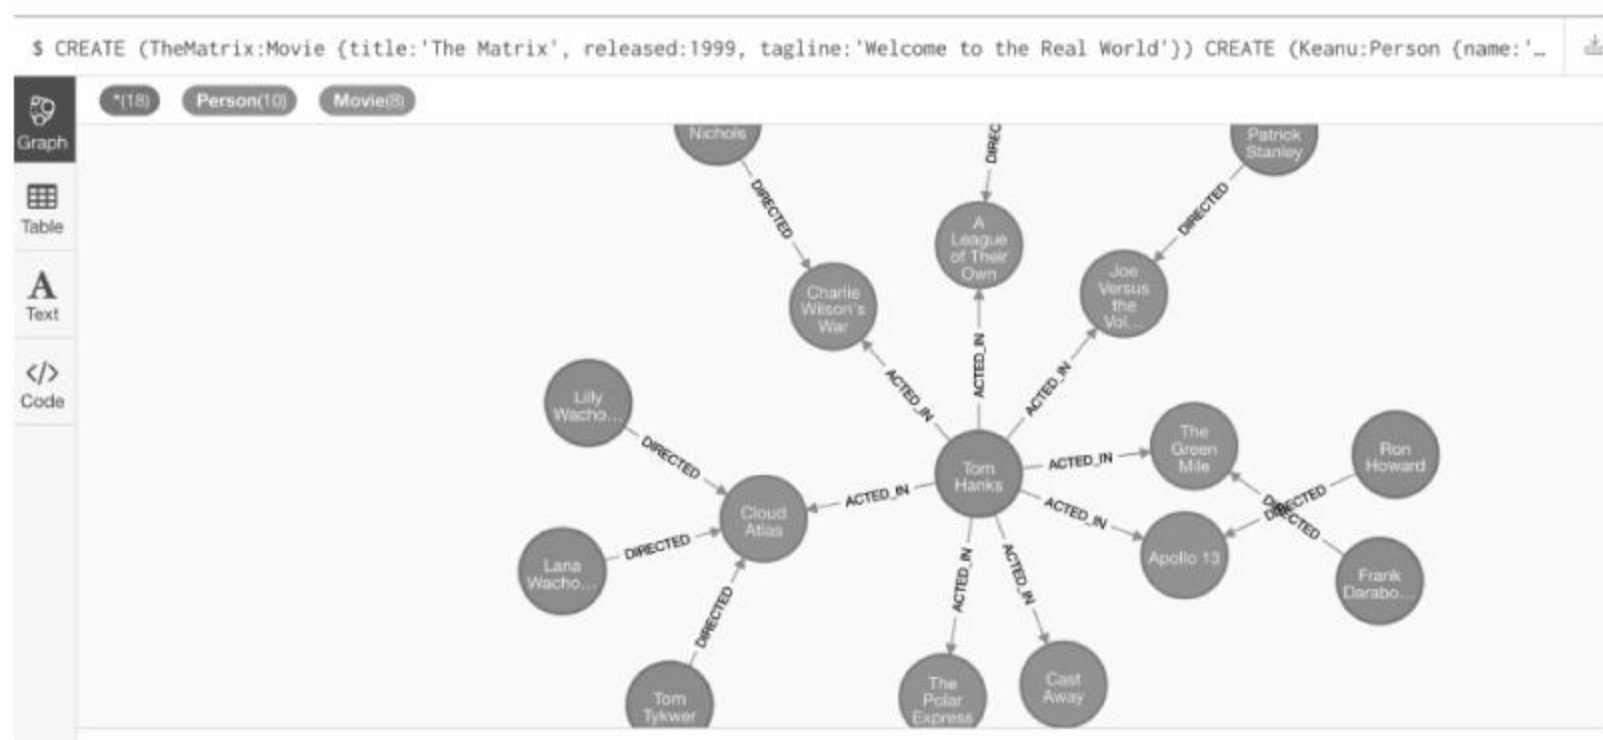 $ CREATE (TheMatrix:Movie {title:'The Matrix', released:1999, tagline:'Welcome to the Real World'}) CREATE (Keanu:Person {name:'…
*(18) Person(10) Movie(8)
Graph
Table
Text
Code
Nichols
DIREC
Patrick
Stanley
DIRECTED
DIRECTED
A
League
of Their
Own
Joe
Versus
the
Vol...
Charlie
Wilson's
War
ACTED_IN
ACTED_IN
ACTED_IN
Lilly
Wacho...
DIRECTED
The
Green
Mile
Ron
Howard
Tom
Hanks
ACTED_IN
ACTED_IN
ACTED_IN
DIRECTED
DIRECTED
Cloud
Atlas
Lana
Wacho...
DIRECTED
Apollo 13
Frank
Darabo...
ACTED_IN
ACTED_IN
DIRECTED
Tom
Tykwer
The
Polar
Express
Cast
Away